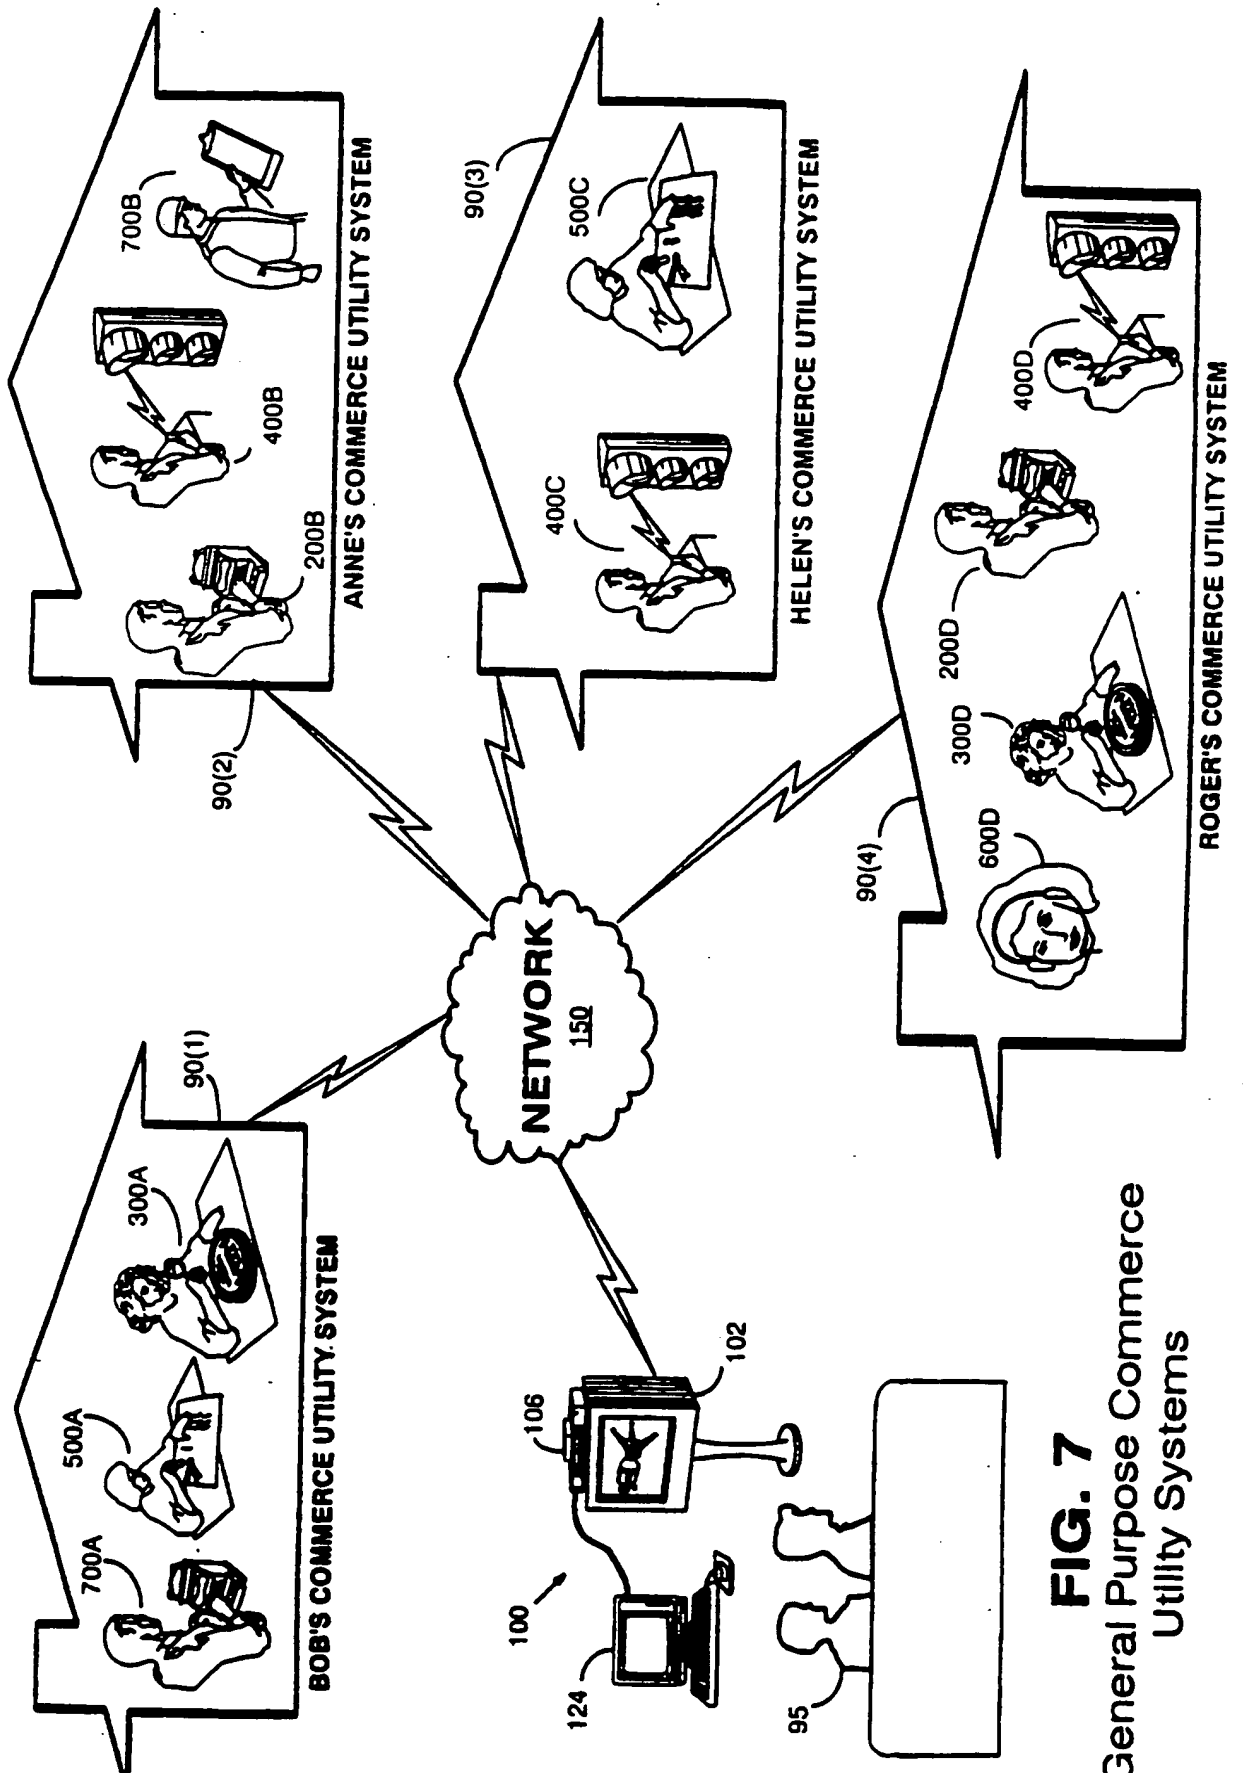 BOB'S COMMERCE UTILITY SYSTEM
700A
500A
300A
90(1)
90(2)
ANNE'S COMMERCE UTILITY SYSTEM
200B
400B
700B
NETWORK
150
90(3)
HELEN'S COMMERCE UTILITY SYSTEM
400C
500C
90(4)
ROGER'S COMMERCE UTILITY SYSTEM
600D
300D
200D
400D
100
124
106
102
95
FIG. 7
General Purpose Commerce
Utility Systems